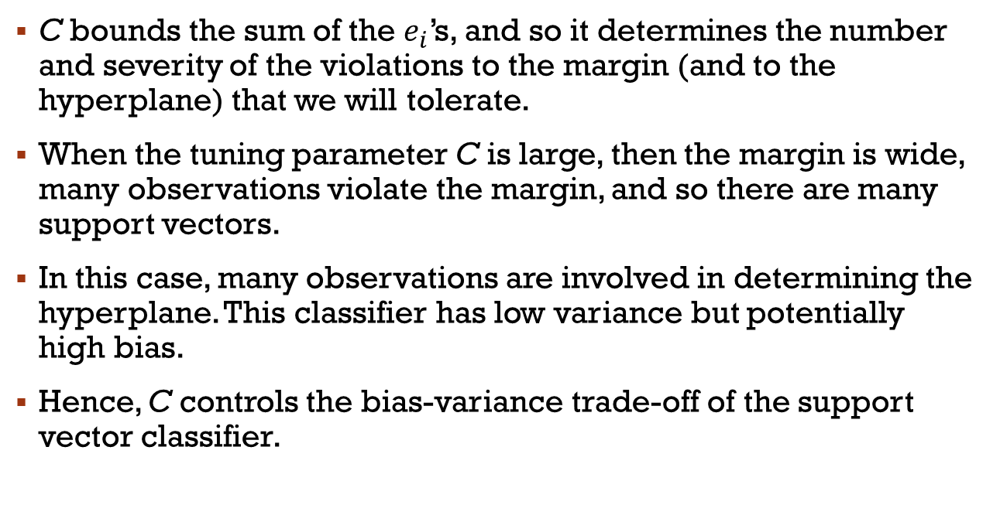 ▪ C bounds the sum of the eᵢ's, and so it determines the number
and severity of the violations to the margin (and to the
hyperplane) that we will tolerate.
▪ When the tuning parameter C is large, then the margin is wide,
many observations violate the margin, and so there are many
support vectors.
▪ In this case, many observations are involved in determining the
hyperplane. This classifier has low variance but potentially
high bias.
▪ Hence, C controls the bias-variance trade-off of the support
vector classifier.